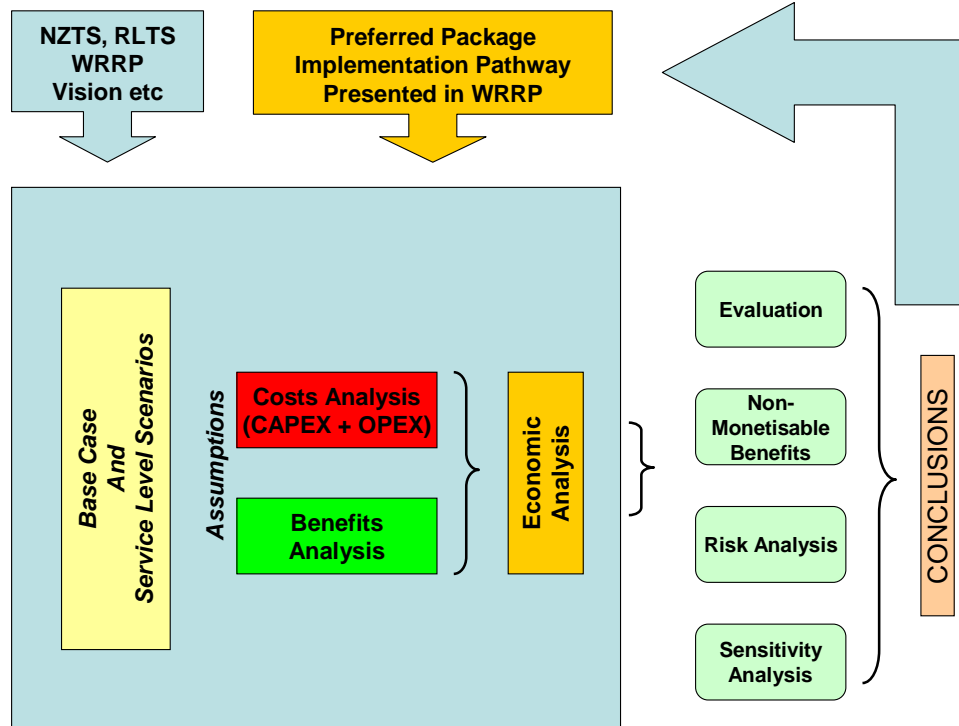 NZTS, RLTS
WRRP
Vision etc
Preferred Package
Implementation Pathway
Presented in WRRP
Base Case
And
Service Level Scenarios
Assumptions
Costs Analysis
(CAPEX + OPEX)
Benefits
Analysis
Economic
Analysis
Evaluation
Non-
Monetisable
Benefits
Risk Analysis
Sensitivity
Analysis
CONCLUSIONS